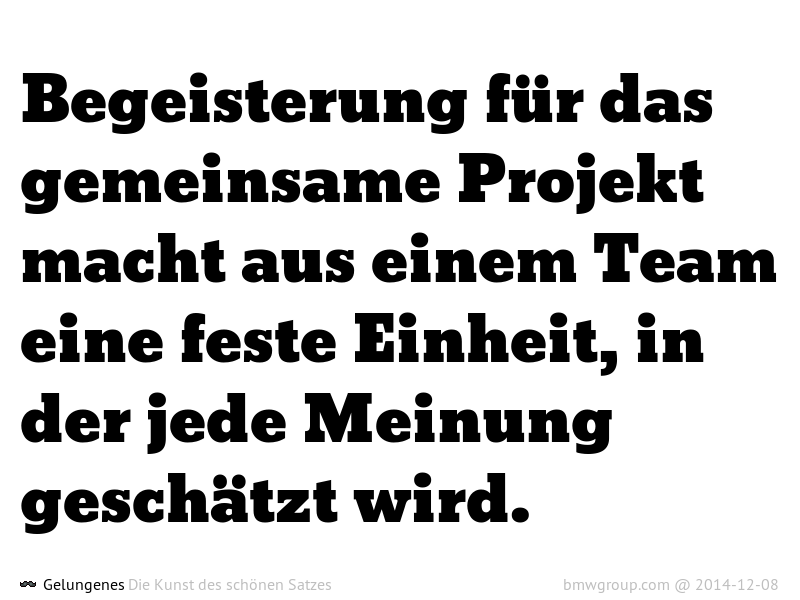 Begeisterung für das
gemeinsame Projekt
macht aus einem Team
eine feste Einheit, in
der jede Meinung
geschätzt wird.
Gelungenes Die Kunst des schönen Satzes
bmwgroup.com @ 2014-12-08